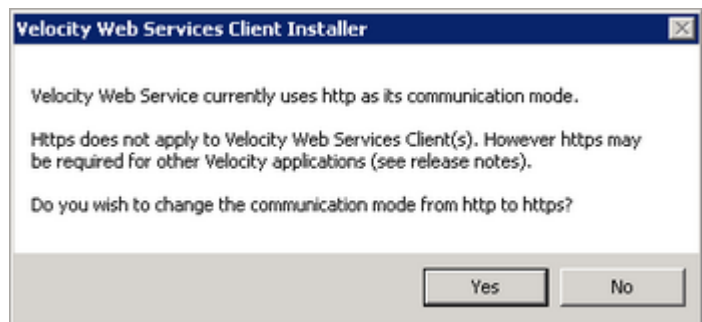 Velocity Web Services Client Installer
Velocity Web Service currently uses http as its communication mode.
Https does not apply to Velocity Web Services Client(s). However https may
be required for other Velocity applications (see release notes).
Do you wish to change the communication mode from http to https?
Yes No